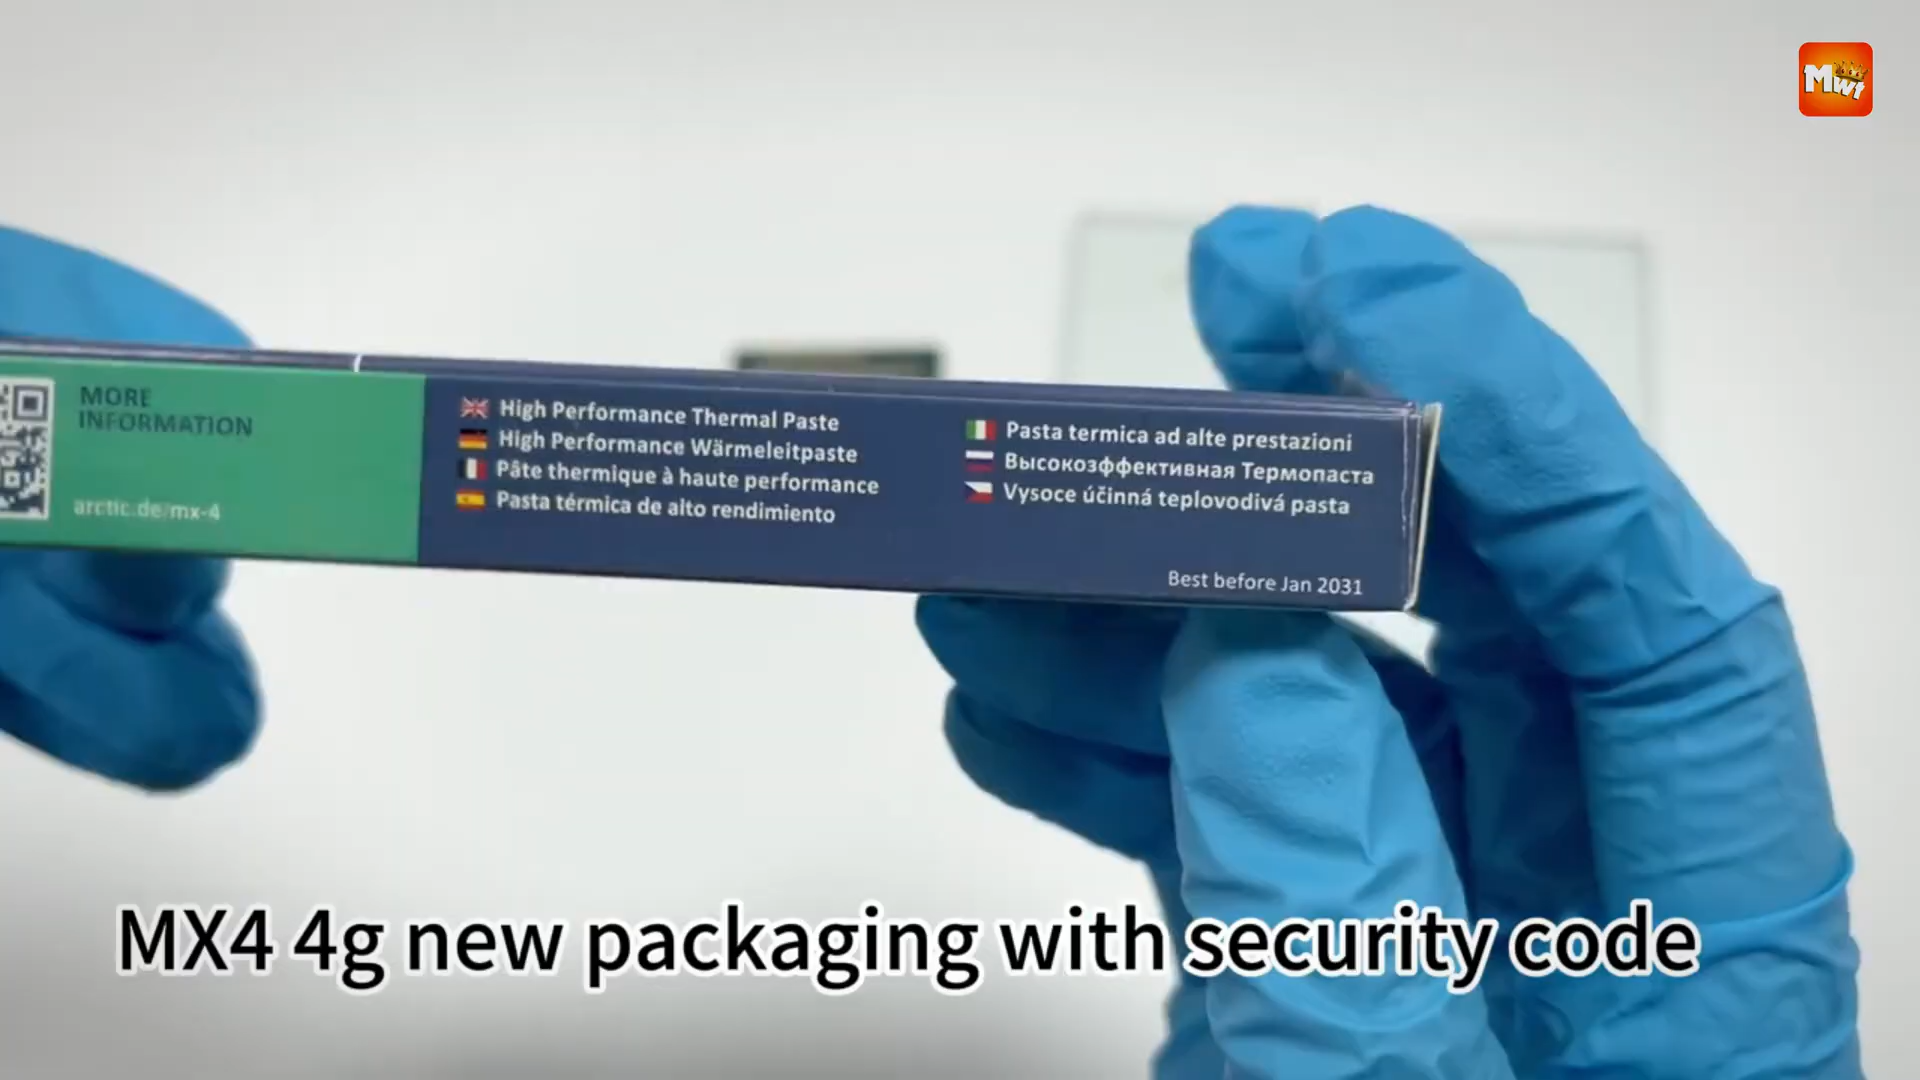 Mwt
MORE
INFORMATION
arctic.de/mx-4
High Performance Thermal Paste
High Performance Wärmeleitpaste
Pâte thermique à haute performance
Pasta térmica de alto rendimiento
Pasta termica ad alte prestazioni
Высокоэффективная Термопаста
Vysoce účinná teplovodivá pasta
Best before Jan 2031
MX4 4g new packaging with security code